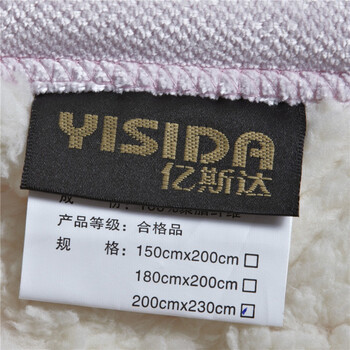 YISIDA
亿斯达
产品等级：合格品
规 格：150cmx200cm
180cmx200cm
200cmx230cm